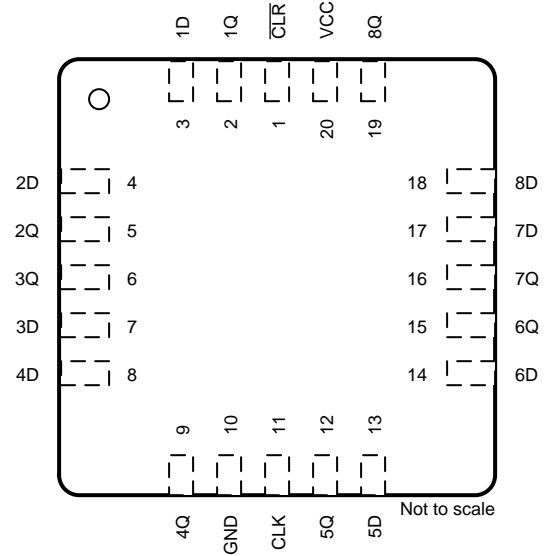 1D 1Q C̅L̅R̅ VCC 8Q
3 2 1 20 19
2D 4 18 8D
2Q 5 17 7D
3Q 6 16 7Q
3D 7 15 6Q
4D 8 14 6D
9 10 11 12 13
4Q GND CLK 5Q 5D
Not to scale